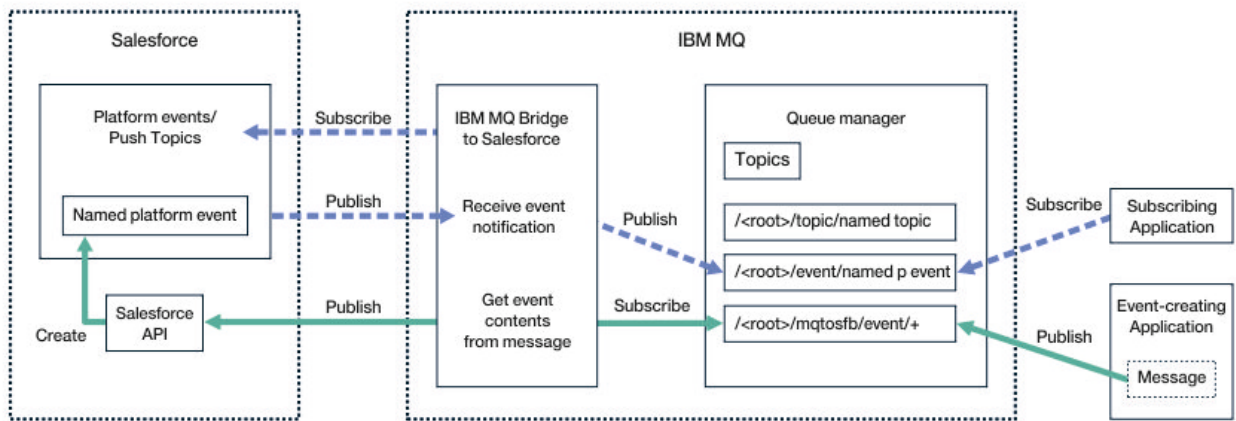 Salesforce
IBM MQ
Platform events/
Push Topics
Subscribe
IBM MQ Bridge
to Salesforce
Queue manager
Topics
Named platform event
Publish
Receive event
notification
Publish
/<root>/topic/named topic
Subscribe
Subscribing
Application
/<root>/event/named p event
Create
Salesforce
API
Publish
Get event
contents
from message
Subscribe
/<root>/mqtosfb/event/+
Publish
Event-creating
Application
Message